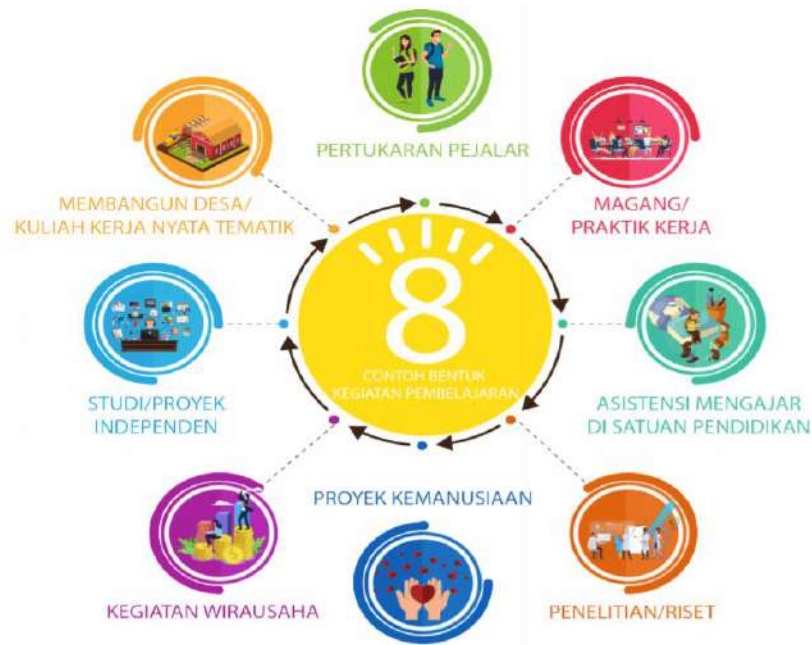 PERTUKARAN PEJALAR
MAGANG/
PRAKTIK KERJA
ASISTENSI MENGAJAR
DI SATUAN PENDIDIKAN
PENELITIAN/RISET
PROYEK KEMANUSIAAN
KEGIATAN WIRAUSAHA
STUDI/PROYEK
INDEPENDEN
MEMBANGUN DESA/
KULIAH KERJA NYATA TEMATIK
8
CONTOH BENTUK
KEGIATAN PEMBELAJARAN